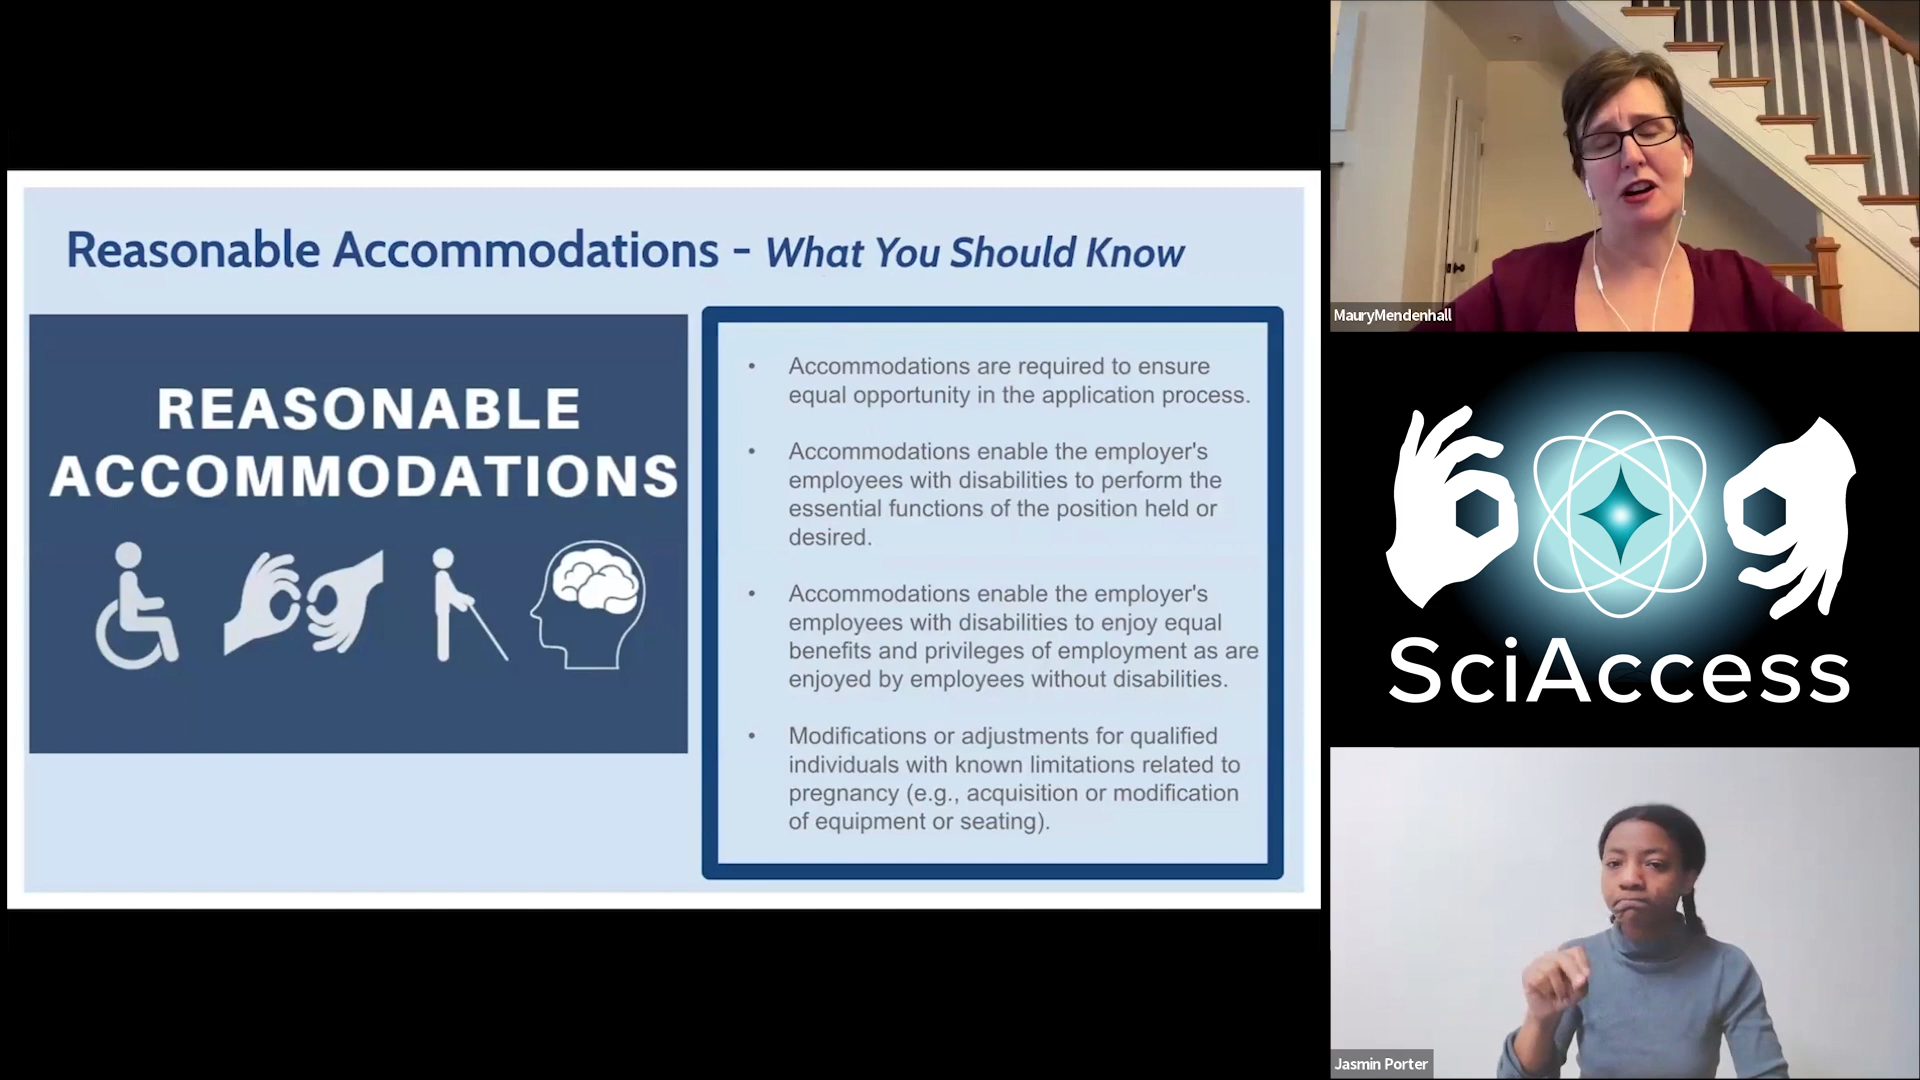 Reasonable Accommodations - What You Should Know
REASONABLE
ACCOMMODATIONS
• Accommodations are required to ensure
equal opportunity in the application process.
• Accommodations enable the employer's
employees with disabilities to perform the
essential functions of the position held or
desired.
• Accommodations enable the employer's
employees with disabilities to enjoy equal
benefits and privileges of employment as are
enjoyed by employees without disabilities.
• Modifications or adjustments for qualified
individuals with known limitations related to
pregnancy (e.g., acquisition or modification
of equipment or seating).
MauryMendenhall
SciAccess
Jasmin Porter